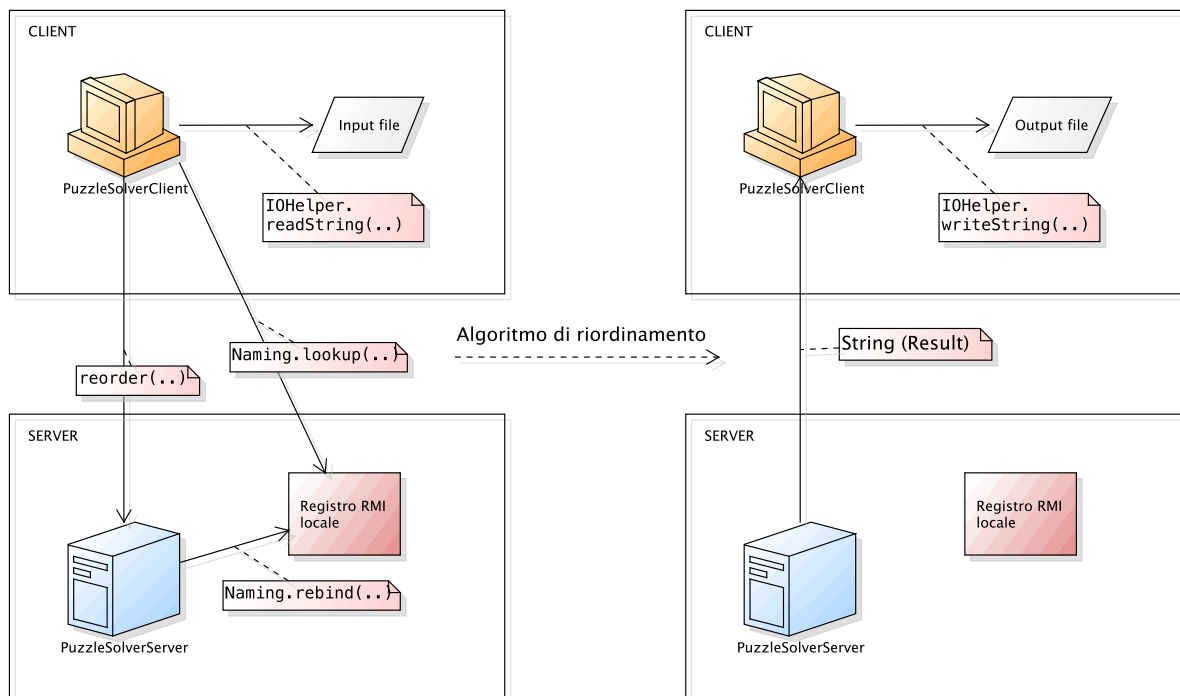 CLIENT
Input file
PuzzleSolverClient
IOHelper.
readString(..)
Naming.lookup(..)
reorder(..)
SERVER
Registro RMI
locale
Naming.rebind(..)
PuzzleSolverServer
Algoritmo di riordinamento
CLIENT
Output file
PuzzleSolverClient
IOHelper.
writeString(..)
String (Result)
SERVER
Registro RMI
locale
PuzzleSolverServer